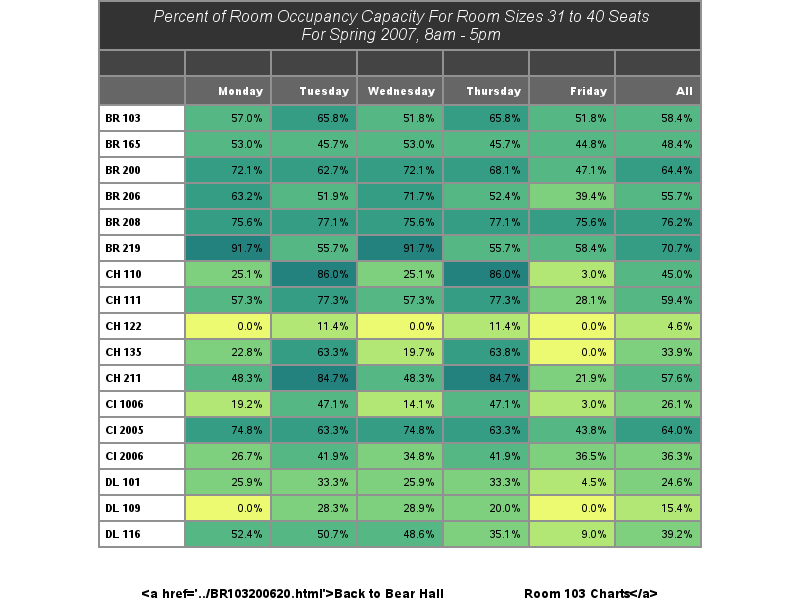 Percent of Room Occupancy Capacity For Room Sizes 31 to 40 Seats
For Spring 2007, 8am - 5pm
Monday Tuesday Wednesday Thursday Friday All
BR 103 57.0% 65.8% 51.8% 65.8% 51.8% 58.4%
BR 165 53.0% 45.7% 53.0% 45.7% 44.8% 48.4%
BR 200 72.1% 62.7% 72.1% 68.1% 47.1% 64.4%
BR 206 63.2% 51.9% 71.7% 52.4% 39.4% 55.7%
BR 208 75.6% 77.1% 75.6% 77.1% 75.6% 76.2%
BR 219 91.7% 55.7% 91.7% 55.7% 58.4% 70.7%
CH 110 25.1% 86.0% 25.1% 86.0% 3.0% 45.0%
CH 111 57.3% 77.3% 57.3% 77.3% 28.1% 59.4%
CH 122 0.0% 11.4% 0.0% 11.4% 0.0% 4.6%
CH 135 22.8% 63.3% 19.7% 63.8% 0.0% 33.9%
CH 211 48.3% 84.7% 48.3% 84.7% 21.9% 57.6%
CI 1006 19.2% 47.1% 14.1% 47.1% 3.0% 26.1%
CI 2005 74.8% 63.3% 74.8% 63.3% 43.8% 64.0%
CI 2006 26.7% 41.9% 34.8% 41.9% 36.5% 36.3%
DL 101 25.9% 33.3% 25.9% 33.3% 4.5% 24.6%
DL 109 0.0% 28.3% 28.9% 20.0% 0.0% 15.4%
DL 116 52.4% 50.7% 48.6% 35.1% 9.0% 39.2%
<a href='../BR103200620.html'>Back to Bear Hall Room 103 Charts</a>